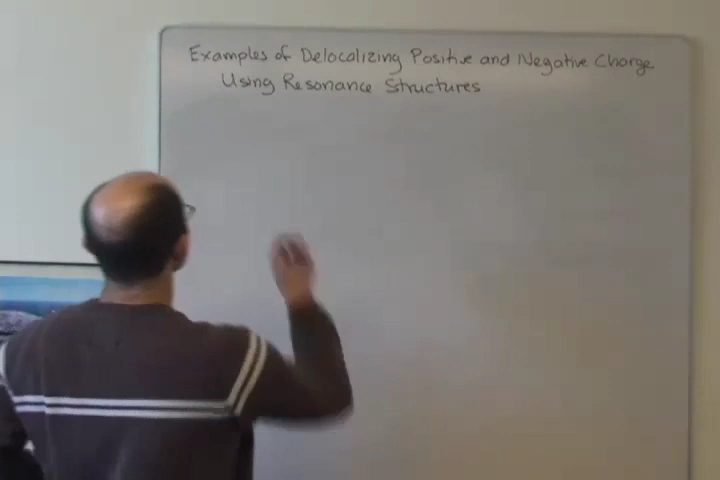 Examples of Delocalizing Positive and Negative Charge
Using Resonance Structures